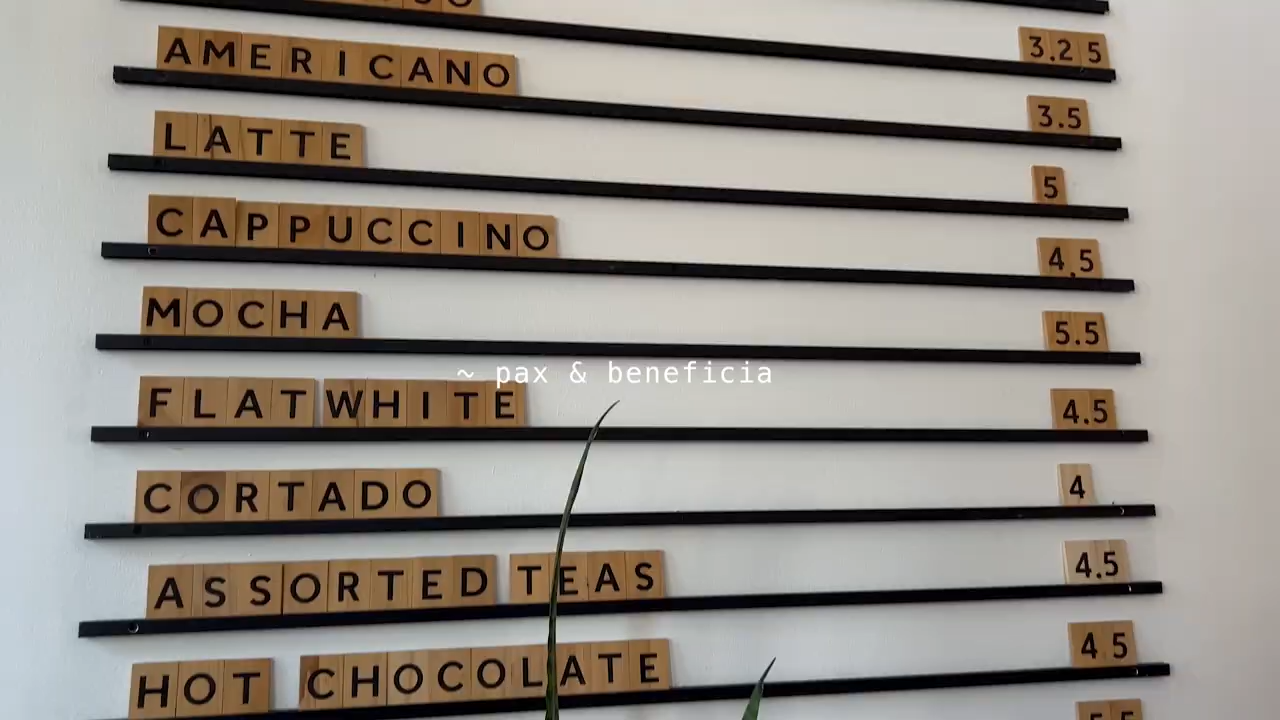 3.25
AMERICANO 3.5
LATTE 5
CAPPUCCINO 4.5
MOCHA 5.5
~ pax & beneficia
FLAT WHITE 4.5
CORTADO 4
ASSORTED TEAS 4.5
HOT CHOCOLATE 4 5